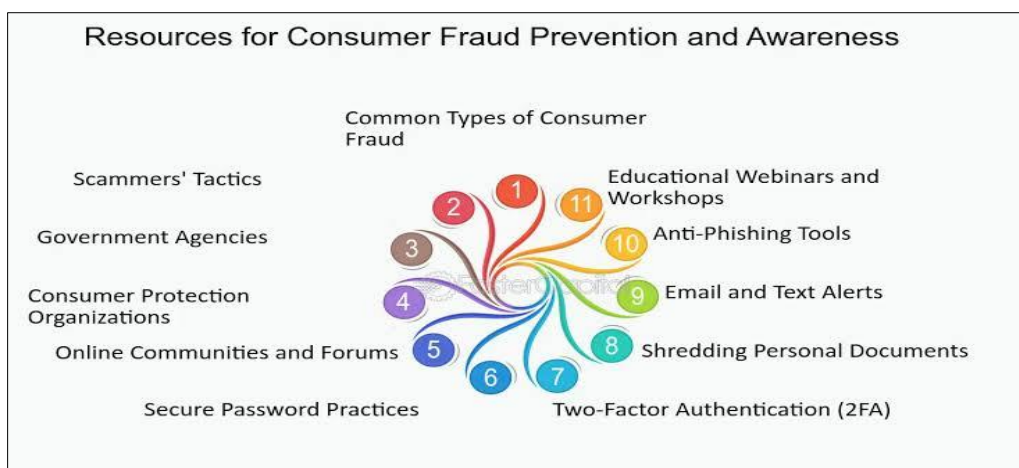 Resources for Consumer Fraud Prevention and Awareness
Common Types of Consumer
Fraud
1
Scammers' Tactics
2
Government Agencies
3
Consumer Protection
Organizations
4
Online Communities and Forums
5
Secure Password Practices
6
Two-Factor Authentication (2FA)
7
Shredding Personal Documents
8
Email and Text Alerts
9
Anti-Phishing Tools
10
Educational Webinars and
Workshops
11
FasterCapital